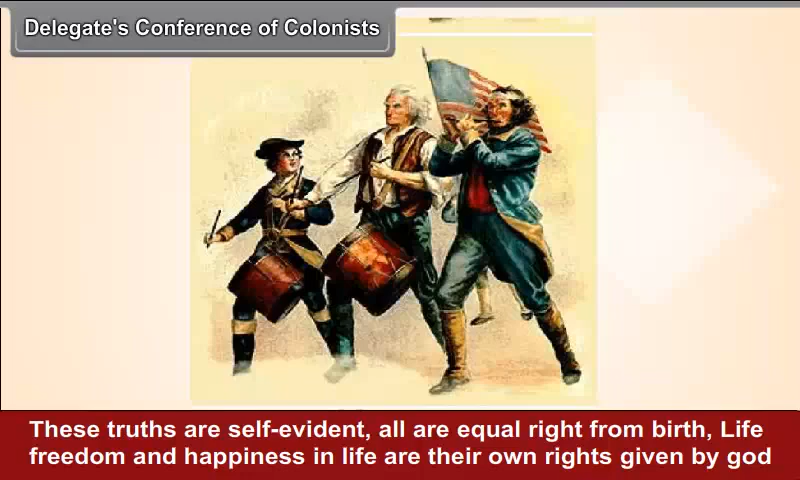 Delegate's Conference of Colonists
These truths are self-evident, all are equal right from birth, Life
freedom and happiness in life are their own rights given by god